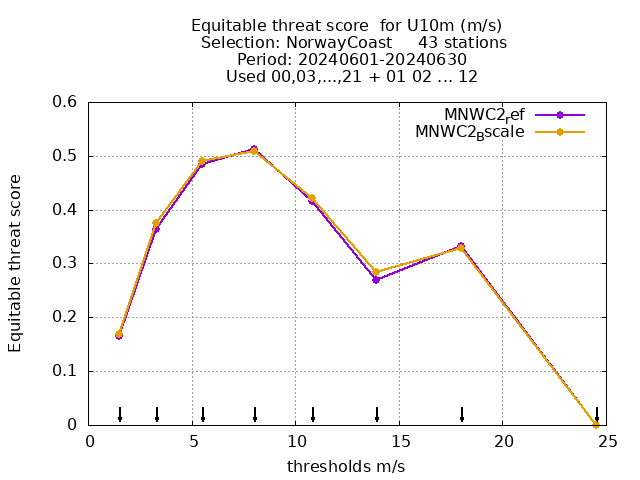 Equitable threat score  for U10m (m/s)
Selection: NorwayCoast     43 stations
Period: 20240601-20240630
Used 00,03,...,21 + 01 02 ... 12
MNWC2ref
MNWC2Bscale
Equitable threat score
0.6
0.5
0.4
0.3
0.2
0.1
0
0 5 10 15 20 25
thresholds m/s